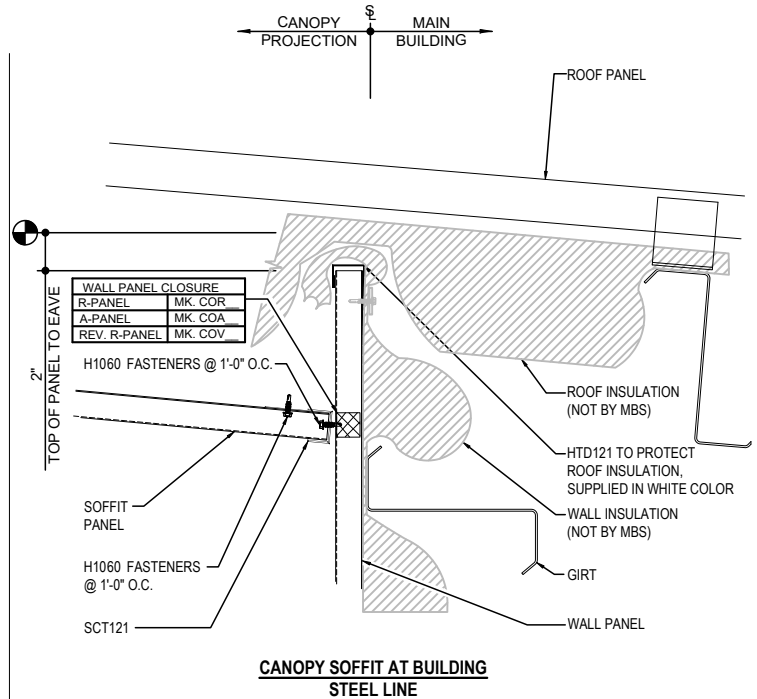 S
L
CANOPY
PROJECTION
MAIN
BUILDING
ROOF PANEL
WALL PANEL CLOSURE
R-PANEL MK. COR__
A-PANEL MK. COA__
REV. R-PANEL MK. COV__
2"
TOP OF PANEL TO EAVE
H1060 FASTENERS @ 1'-0" O.C.
ROOF INSULATION
(NOT BY MBS)
HTD121 TO PROTECT
ROOF INSULATION,
SUPPLIED IN WHITE COLOR
SOFFIT
PANEL
WALL INSULATION
(NOT BY MBS)
H1060 FASTENERS
@ 1'-0" O.C.
GIRT
SCT121
WALL PANEL
CANOPY SOFFIT AT BUILDING
STEEL LINE